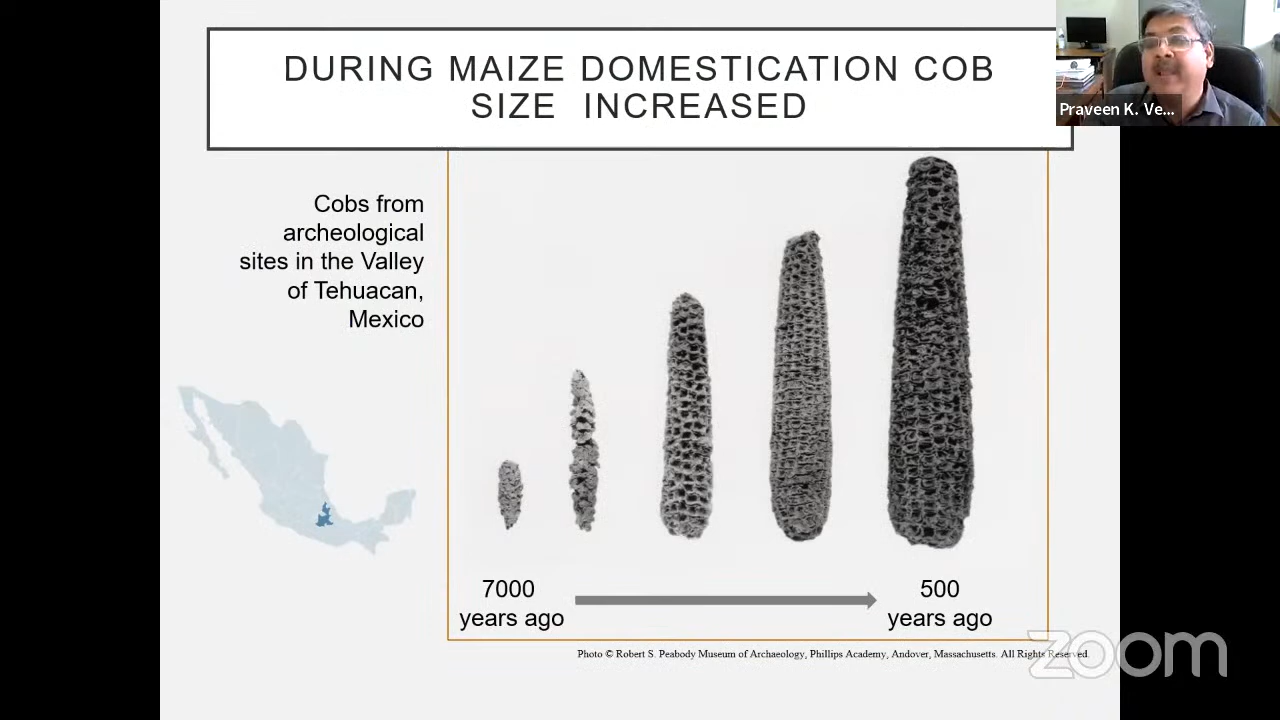 DURING MAIZE DOMESTICATION COB
SIZE INCREASED
Praveen K. Ve...
Cobs from
archeological
sites in the Valley
of Tehuacan,
Mexico
7000
years ago
500
years ago
Photo © Robert S. Peabody Museum of Archaeology, Phillips Academy, Andover, Massachusetts. All Rights Reserved.
zoom